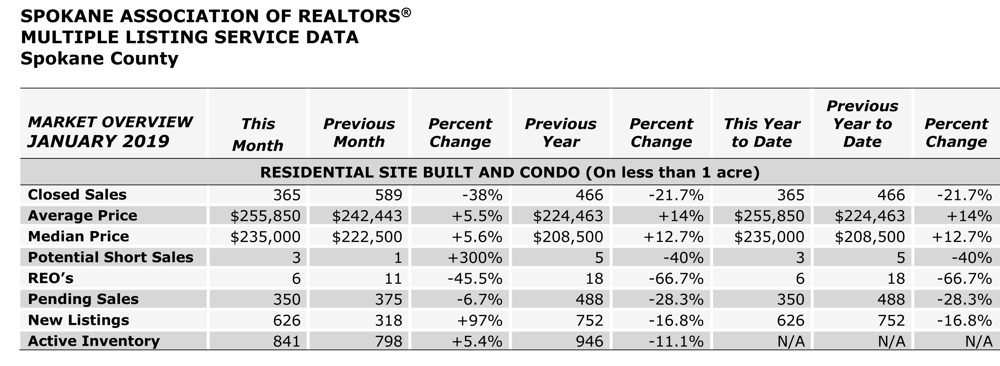 SPOKANE ASSOCIATION OF REALTORS®
MULTIPLE LISTING SERVICE DATA
Spokane County
MARKET OVERVIEW JANUARY 2019 This Month Previous Month Percent Change Previous Year Percent Change This Year to Date Previous Year to Date Percent Change
RESIDENTIAL SITE BUILT AND CONDO (On less than 1 acre)
Closed Sales 365 589 -38% 466 -21.7% 365 466 -21.7%
Average Price $255,850 $242,443 +5.5% $224,463 +14% $255,850 $224,463 +14%
Median Price $235,000 $222,500 +5.6% $208,500 +12.7% $235,000 $208,500 +12.7%
Potential Short Sales 3 1 +300% 5 -40% 3 5 -40%
REO’s 6 11 -45.5% 18 -66.7% 6 18 -66.7%
Pending Sales 350 375 -6.7% 488 -28.3% 350 488 -28.3%
New Listings 626 318 +97% 752 -16.8% 626 752 -16.8%
Active Inventory 841 798 +5.4% 946 -11.1% N/A N/A N/A